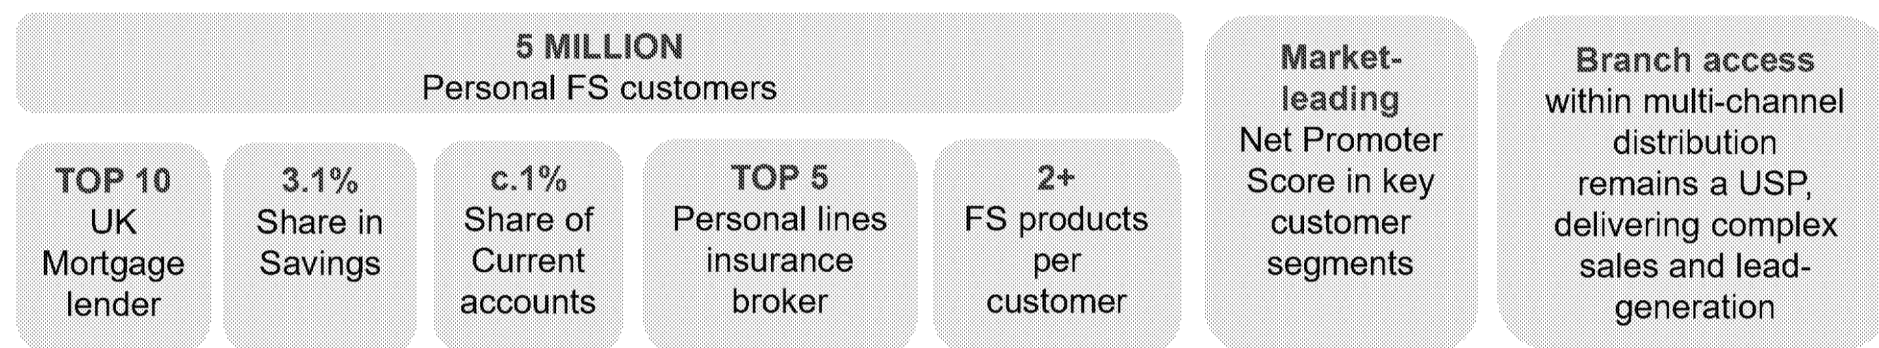 5 MILLION
Personal FS customers
TOP 10
UK
Mortgage
lender
3.1%
Share in
Savings
c.1%
Share of
Current
accounts
TOP 5
Personal lines
insurance
broker
2+
FS products
per
customer
Market-
leading
Net Promoter
Score in key
customer
segments
Branch access
within multi-channel
distribution
remains a USP,
delivering complex
sales and lead-
generation